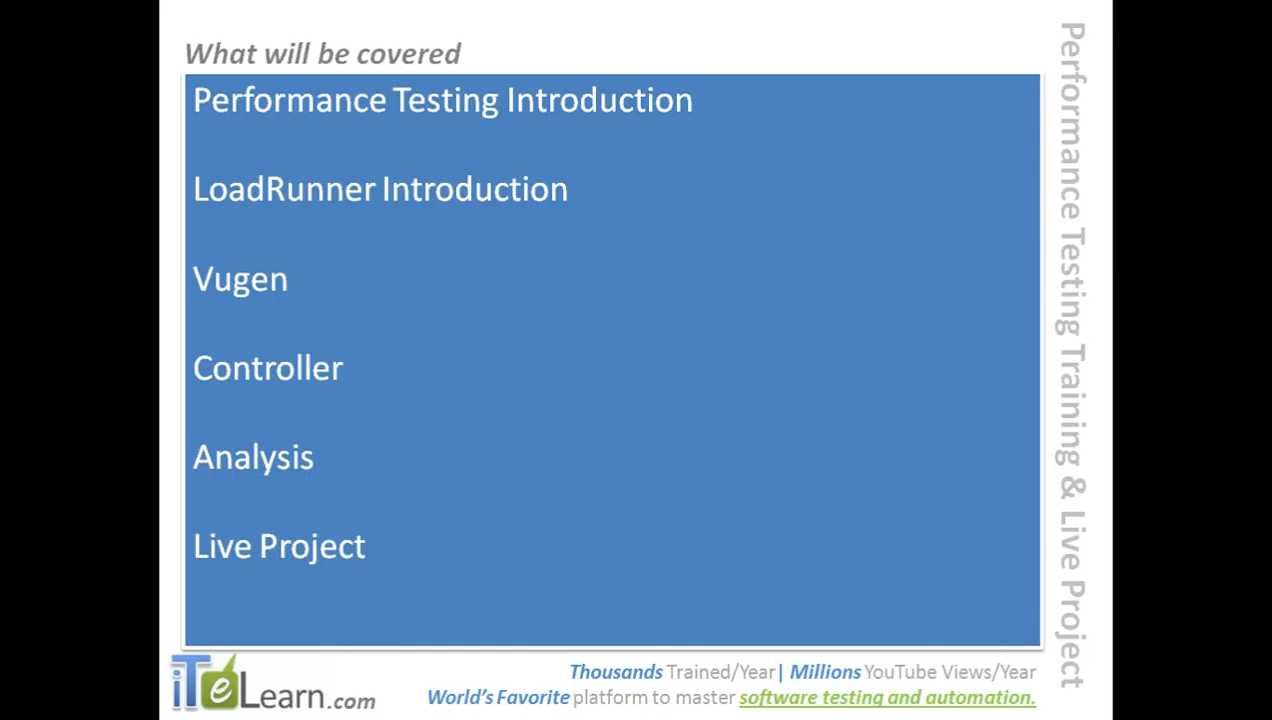 What will be covered
Performance Testing Introduction
LoadRunner Introduction
Vugen
Controller
Analysis
Live Project
Performance Testing Training & Live Project
iTeLearn.com
Thousands Trained/Year| Millions YouTube Views/Year
World's Favorite platform to master software testing and automation.